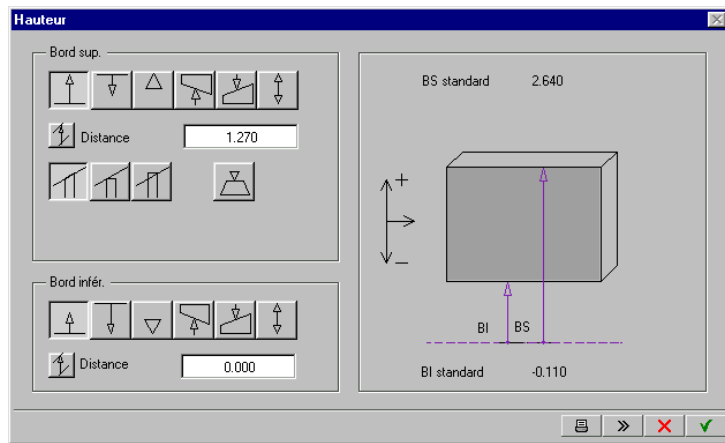 Hauteur
Bord sup.
Distance 1.270
Bord infér.
Distance 0.000
BS standard 2.640
+
−
BI BS
BI standard -0.110